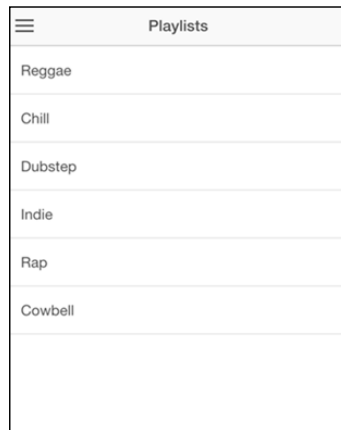 Playlists
Reggae
Chill
Dubstep
Indie
Rap
Cowbell